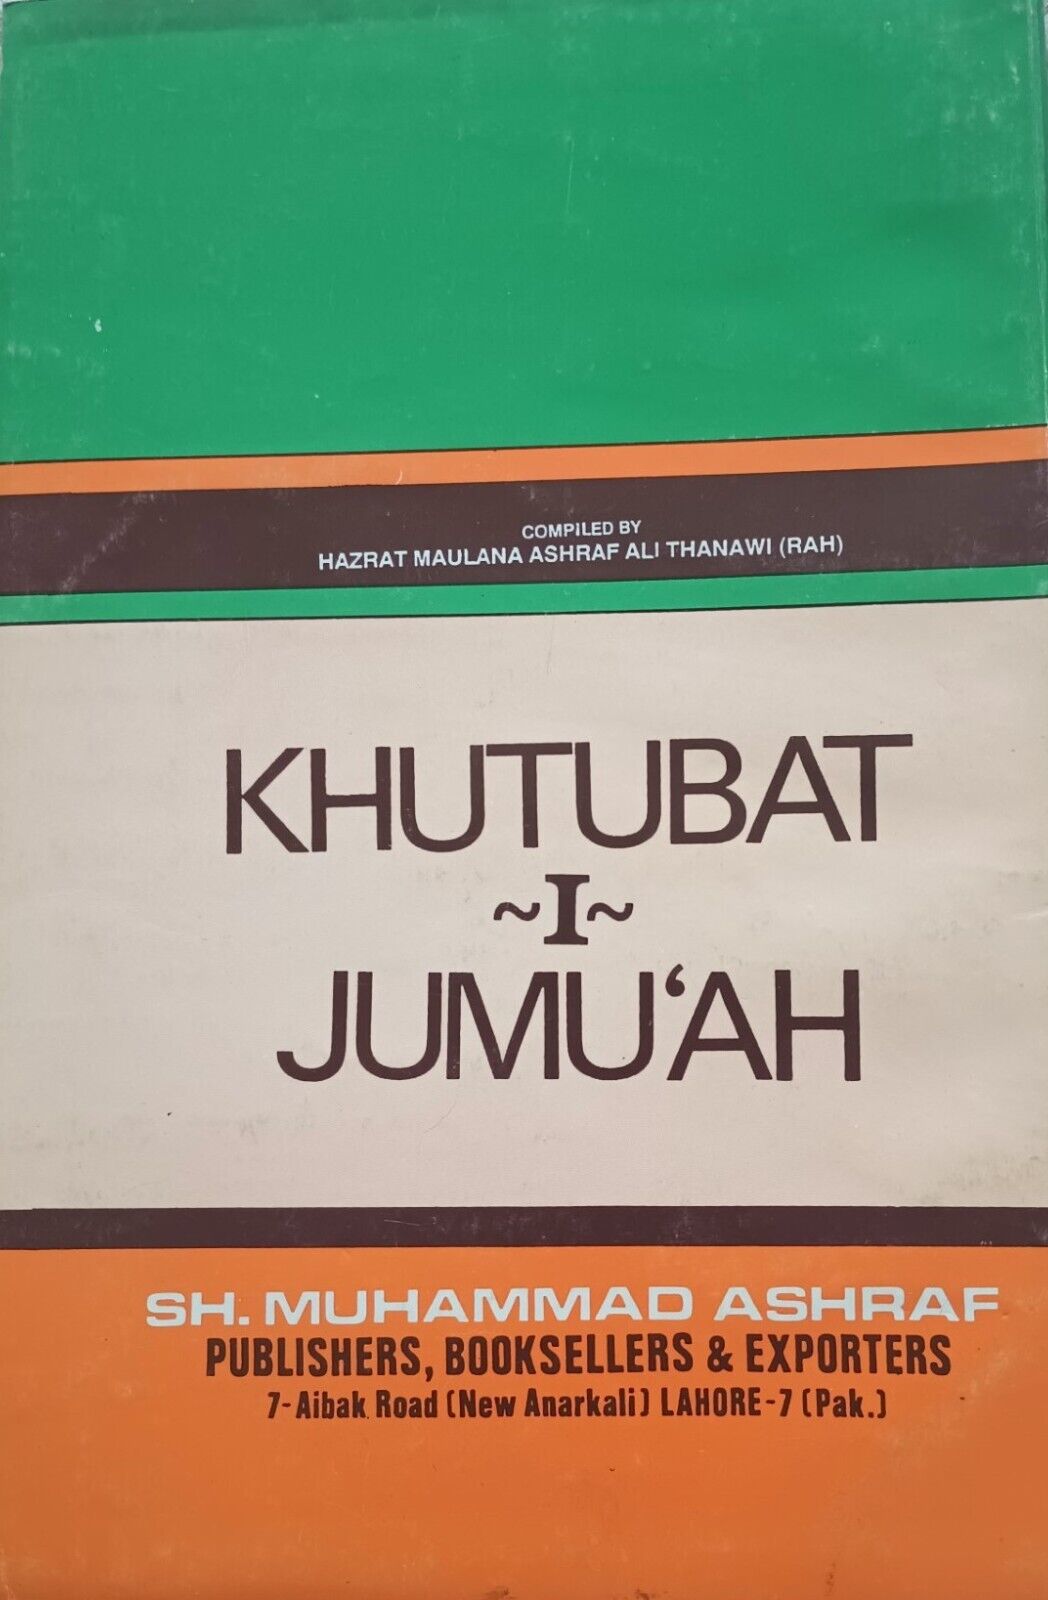 COMPILED BY
HAZRAT MAULANA ASHRAF ALI THANAWI (RAH)
KHUTUBAT
~I~
JUMU‘AH
SH. MUHAMMAD ASHRAF
PUBLISHERS, BOOKSELLERS & EXPORTERS
7-Aibak Road (New Anarkali) LAHORE-7 (Pak.)